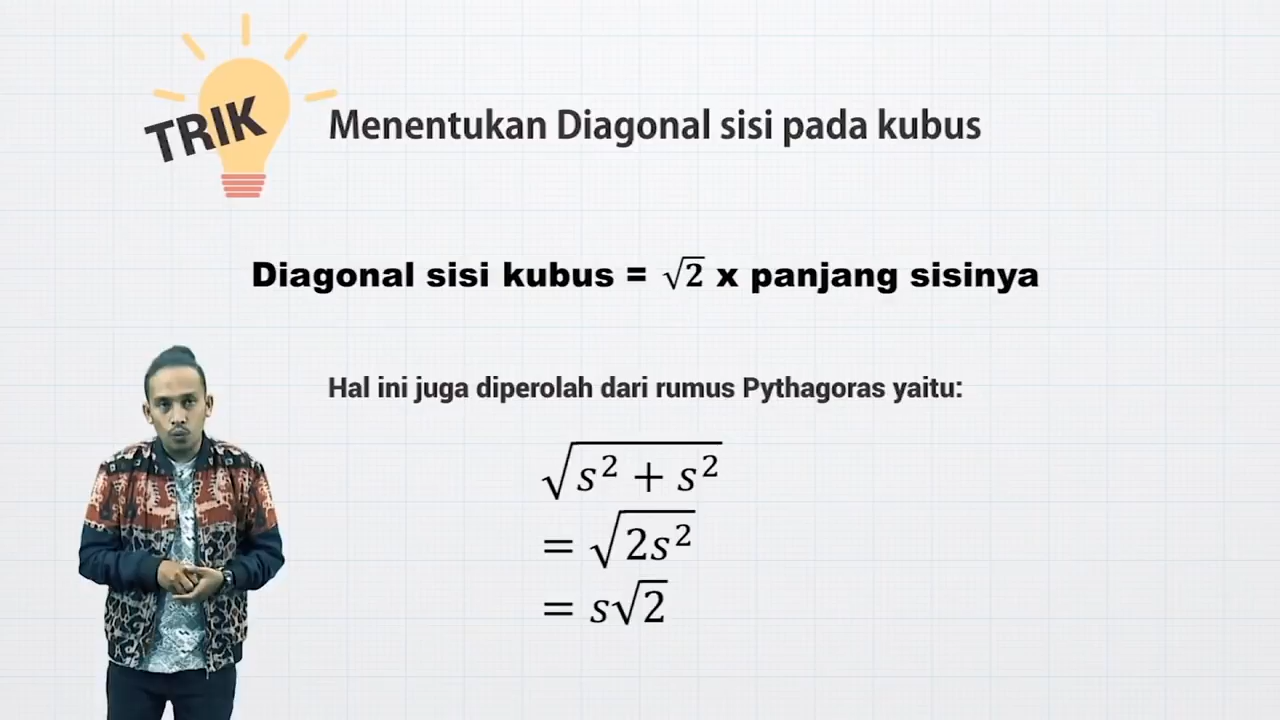 TRIK
Menentukan Diagonal sisi pada kubus
Diagonal sisi kubus = √2 x panjang sisinya
Hal ini juga diperolah dari rumus Pythagoras yaitu:
√(s² + s²)
= √(2s²)
= s√2